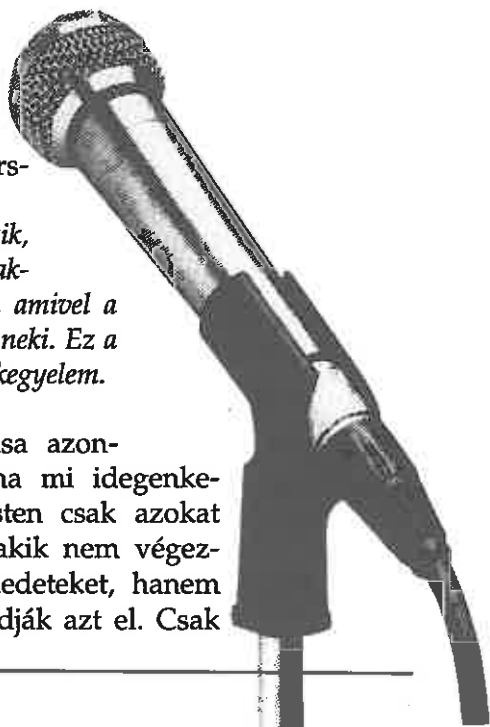 rs-
ik,
ak-
amivel a
neki. Ez a
kegyelem.
sa azon-
na mi idegenke-
sten csak azokat
akik nem végez-
edeteket, hanem
dják azt el. Csak